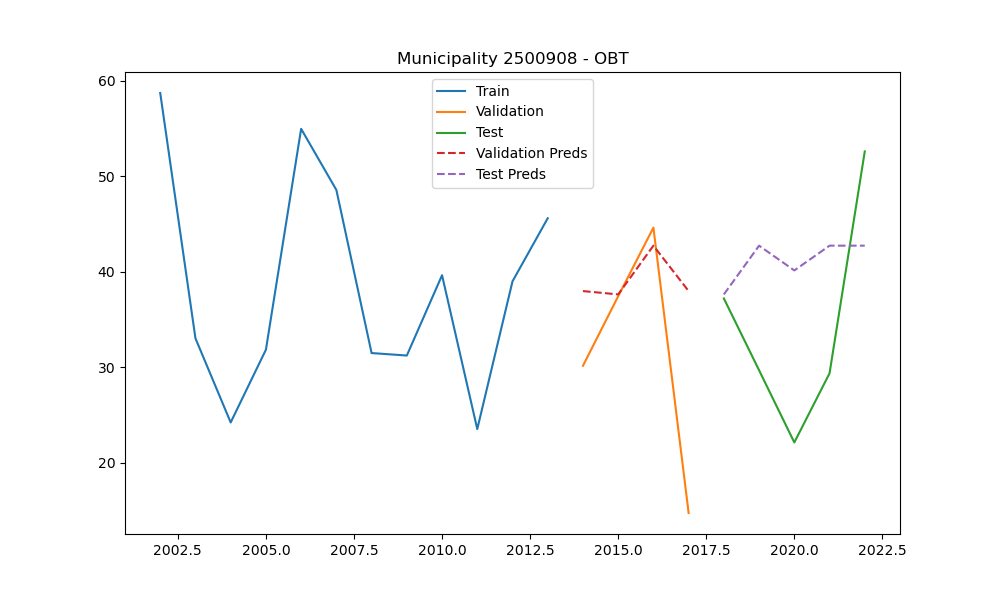 Municipality 2500908 - OBT
Train
Validation
Test
Validation Preds
Test Preds
60
50
40
30
20
2002.5 2005.0 2007.5 2010.0 2012.5 2015.0 2017.5 2020.0 2022.5